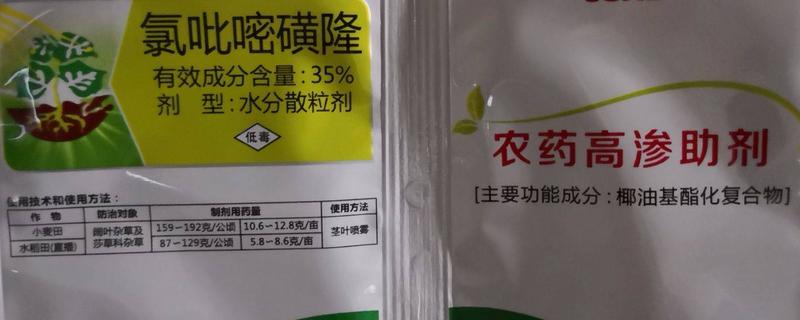 氯吡嘧磺隆
有效成分含量:35%
剂 型:水分散粒剂
低毒
使用技术和使用方法:
作 物 防治对象 制剂用药量 使用方法
小麦田 阔叶杂草及 159~192克/公顷 10.6~12.8克/亩 茎叶喷雾
水稻田(直播) 莎草科杂草 87~129克/公顷 5.8~8.6克/亩
农药高渗助剂
[主要功能成分:椰油基酯化复合物]